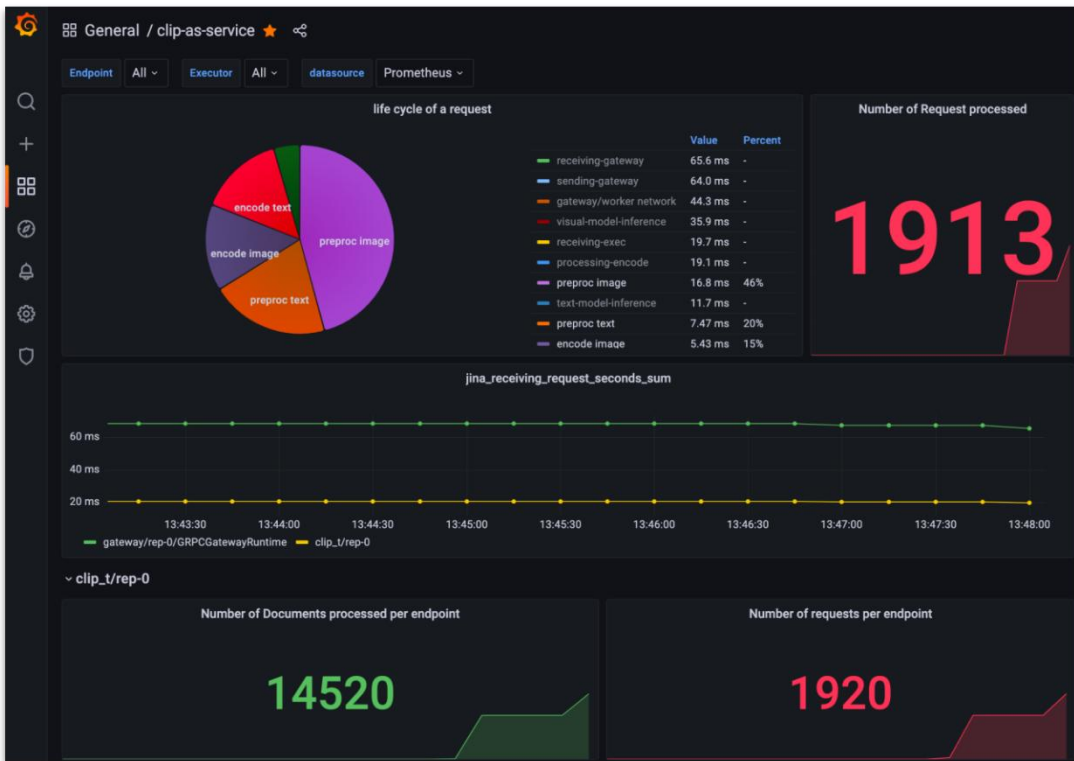 General / clip-as-service
Endpoint All Executor All datasource Prometheus
life cycle of a request
Value Percent
receiving-gateway 65.6 ms -
sending-gateway 64.0 ms -
gateway/worker network 44.3 ms -
visual-model-inference 35.9 ms -
receiving-exec 19.7 ms -
processing-encode 19.1 ms -
preproc image 16.8 ms 46%
text-model-inference 11.7 ms -
preproc text 7.47 ms 20%
encode image 5.43 ms 15%
encode text
preproc image
encode image
preproc text
Number of Request processed
1913
jina_receiving_request_seconds_sum
60 ms
40 ms
20 ms
13:43:30 13:44:00 13:44:30 13:45:00 13:45:30 13:46:00 13:46:30 13:47:00 13:47:30 13:48:00
gateway/rep-0/GRPCGatewayRuntime clip_t/rep-0
clip_t/rep-0
Number of Documents processed per endpoint
14520
Number of requests per endpoint
1920